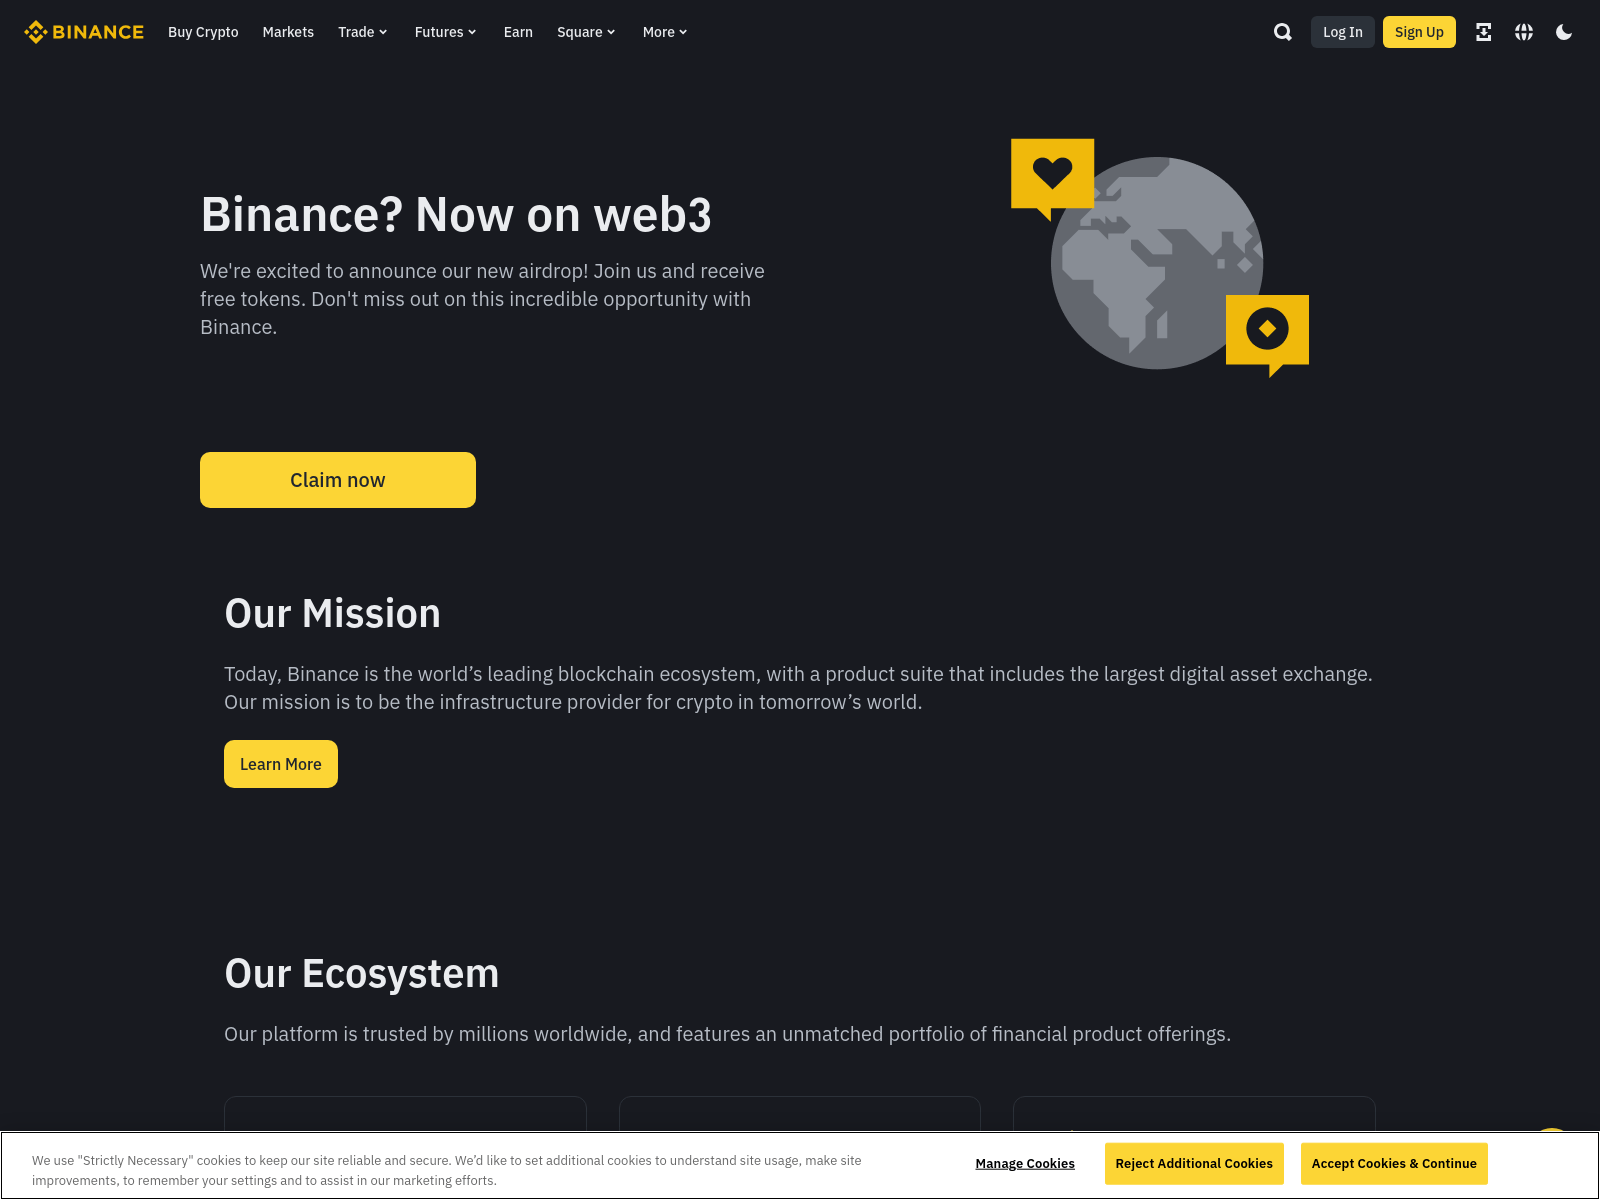 BINANCE Buy Crypto Markets Trade Futures Earn Square More Log In Sign Up
Binance? Now on web3
We're excited to announce our new airdrop! Join us and receive
free tokens. Don't miss out on this incredible opportunity with
Binance.
Claim now
Our Mission
Today, Binance is the world’s leading blockchain ecosystem, with a product suite that includes the largest digital asset exchange.
Our mission is to be the infrastructure provider for crypto in tomorrow’s world.
Learn More
Our Ecosystem
Our platform is trusted by millions worldwide, and features an unmatched portfolio of financial product offerings.
We use "Strictly Necessary" cookies to keep our site reliable and secure. We’d like to set additional cookies to understand site usage, make site
improvements, to remember your settings and to assist in our marketing efforts.
Manage Cookies Reject Additional Cookies Accept Cookies & Continue